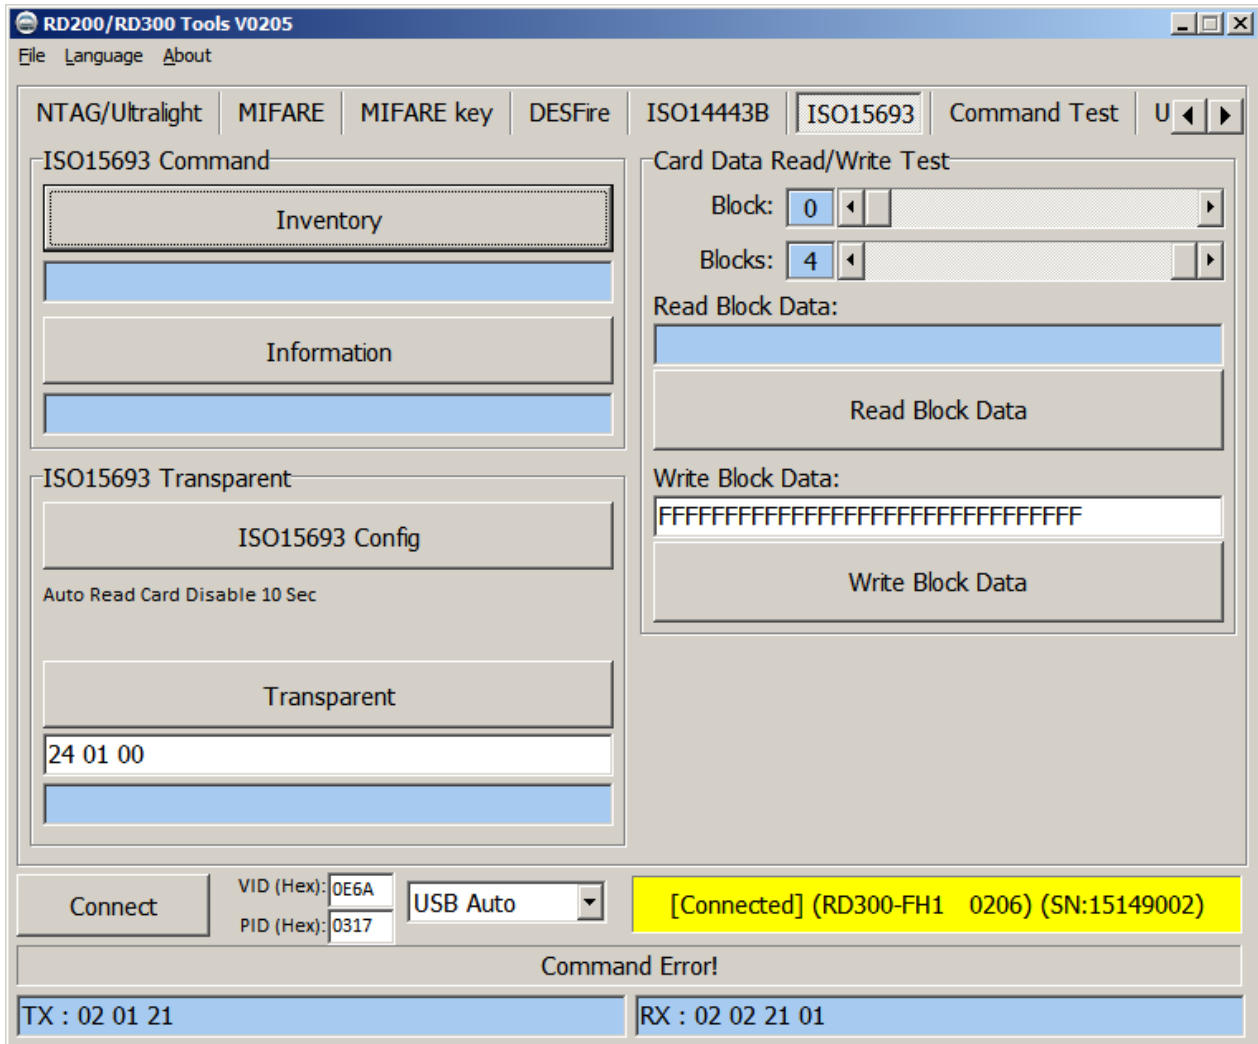 RD200/RD300 Tools V0205
File Language About
NTAG/Ultralight MIFARE MIFARE key DESFire ISO14443B ISO15693 Command Test U
ISO15693 Command
Inventory
Information
ISO15693 Transparent
ISO15693 Config
Auto Read Card Disable 10 Sec
Transparent
24 01 00
Card Data Read/Write Test
Block: 0
Blocks: 4
Read Block Data:
Read Block Data
Write Block Data:
FFFFFFFFFFFFFFFFFFFFFFFFFFFFFFFF
Write Block Data
Connect
VID (Hex): 0E6A
PID (Hex): 0317
USB Auto
[Connected] (RD300-FH1 0206) (SN:15149002)
Command Error!
TX : 02 01 21
RX : 02 02 21 01